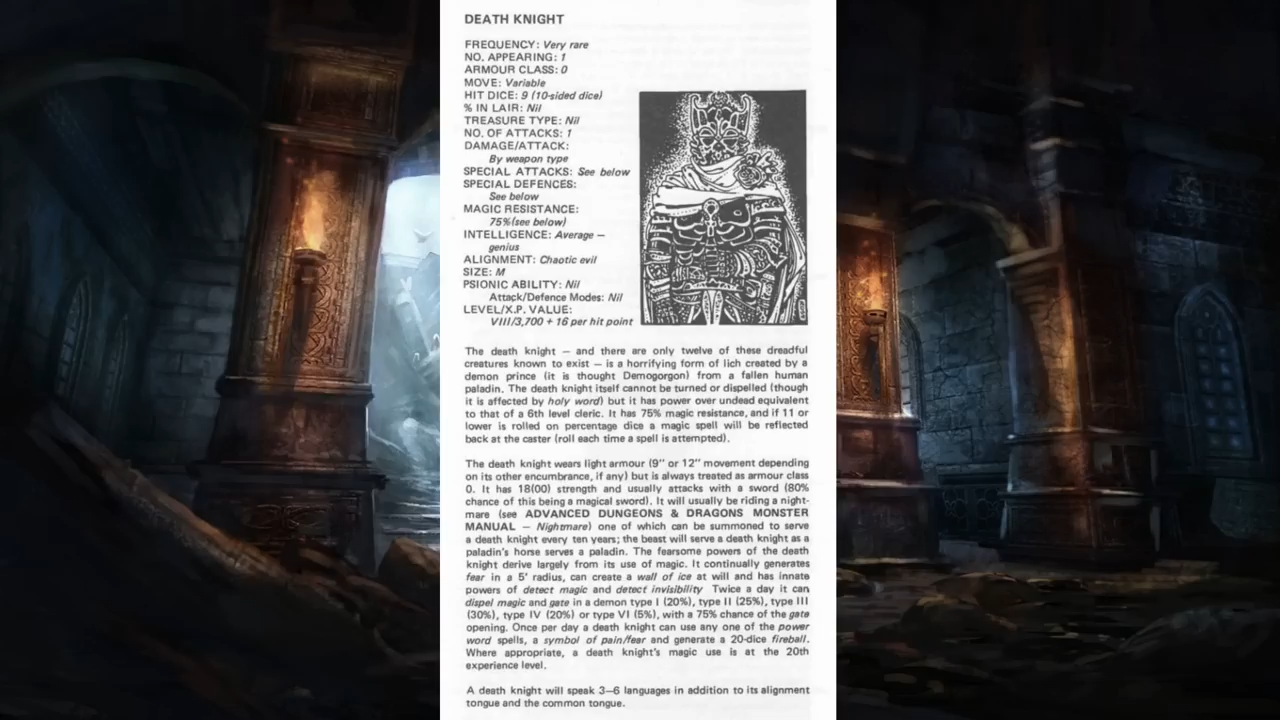 DEATH KNIGHT
FREQUENCY: Very rare
NO. APPEARING: 1
ARMOUR CLASS: 0
MOVE: Variable
HIT DICE: 9 (10-sided dice)
% IN LAIR: Nil
TREASURE TYPE: Nil
NO. OF ATTACKS: 1
DAMAGE/ATTACK:
By weapon type
SPECIAL ATTACKS: See below
SPECIAL DEFENCES:
See below
MAGIC RESISTANCE:
75%(see below)
INTELLIGENCE: Average —
genius
ALIGNMENT: Chaotic evil
SIZE: M
PSIONIC ABILITY: Nil
Attack/Defence Modes: Nil
LEVEL/X.P. VALUE:
VIII/3,700 + 16 per hit point
The death knight — and there are only twelve of these dreadful
creatures known to exist — is a horrifying form of lich created by a
demon prince (it is thought Demogorgon) from a fallen human
paladin. The death knight itself cannot be turned or dispelled (though
it is affected by holy word) but it has power over undead equivalent
to that of a 6th level cleric. It has 75% magic resistance, and if 11 or
lower is rolled on percentage dice a magic spell will be reflected
back at the caster (roll each time a spell is attempted).
The death knight wears light armour (9" or 12" movement depending
on its other encumbrance, if any) but is always treated as armour class
0. It has 18(00) strength and usually attacks with a sword (80%
chance of this being a magical sword). It will usually be riding a night-
mare (see ADVANCED DUNGEONS & DRAGONS MONSTER
MANUAL — Nightmare) one of which can be summoned to serve
a death knight every ten years; the beast will serve a death knight as a
paladin's horse serves a paladin. The fearsome powers of the death
knight derive largely from its use of magic. It continually generates
fear in a 5' radius, can create a wall of ice at will and has innate
powers of detect magic and detect invisibility Twice a day it can
dispel magic and gate in a demon type I (20%), type II (25%), type III
(30%), type IV (20%) or type VI (5%), with a 75% chance of the gate
opening. Once per day a death knight can use any one of the power
word spells, a symbol of pain/fear and generate a 20-dice fireball.
Where appropriate, a death knight's magic use is at the 20th
experience level.
A death knight will speak 3–6 languages in addition to its alignment
tongue and the common tongue.